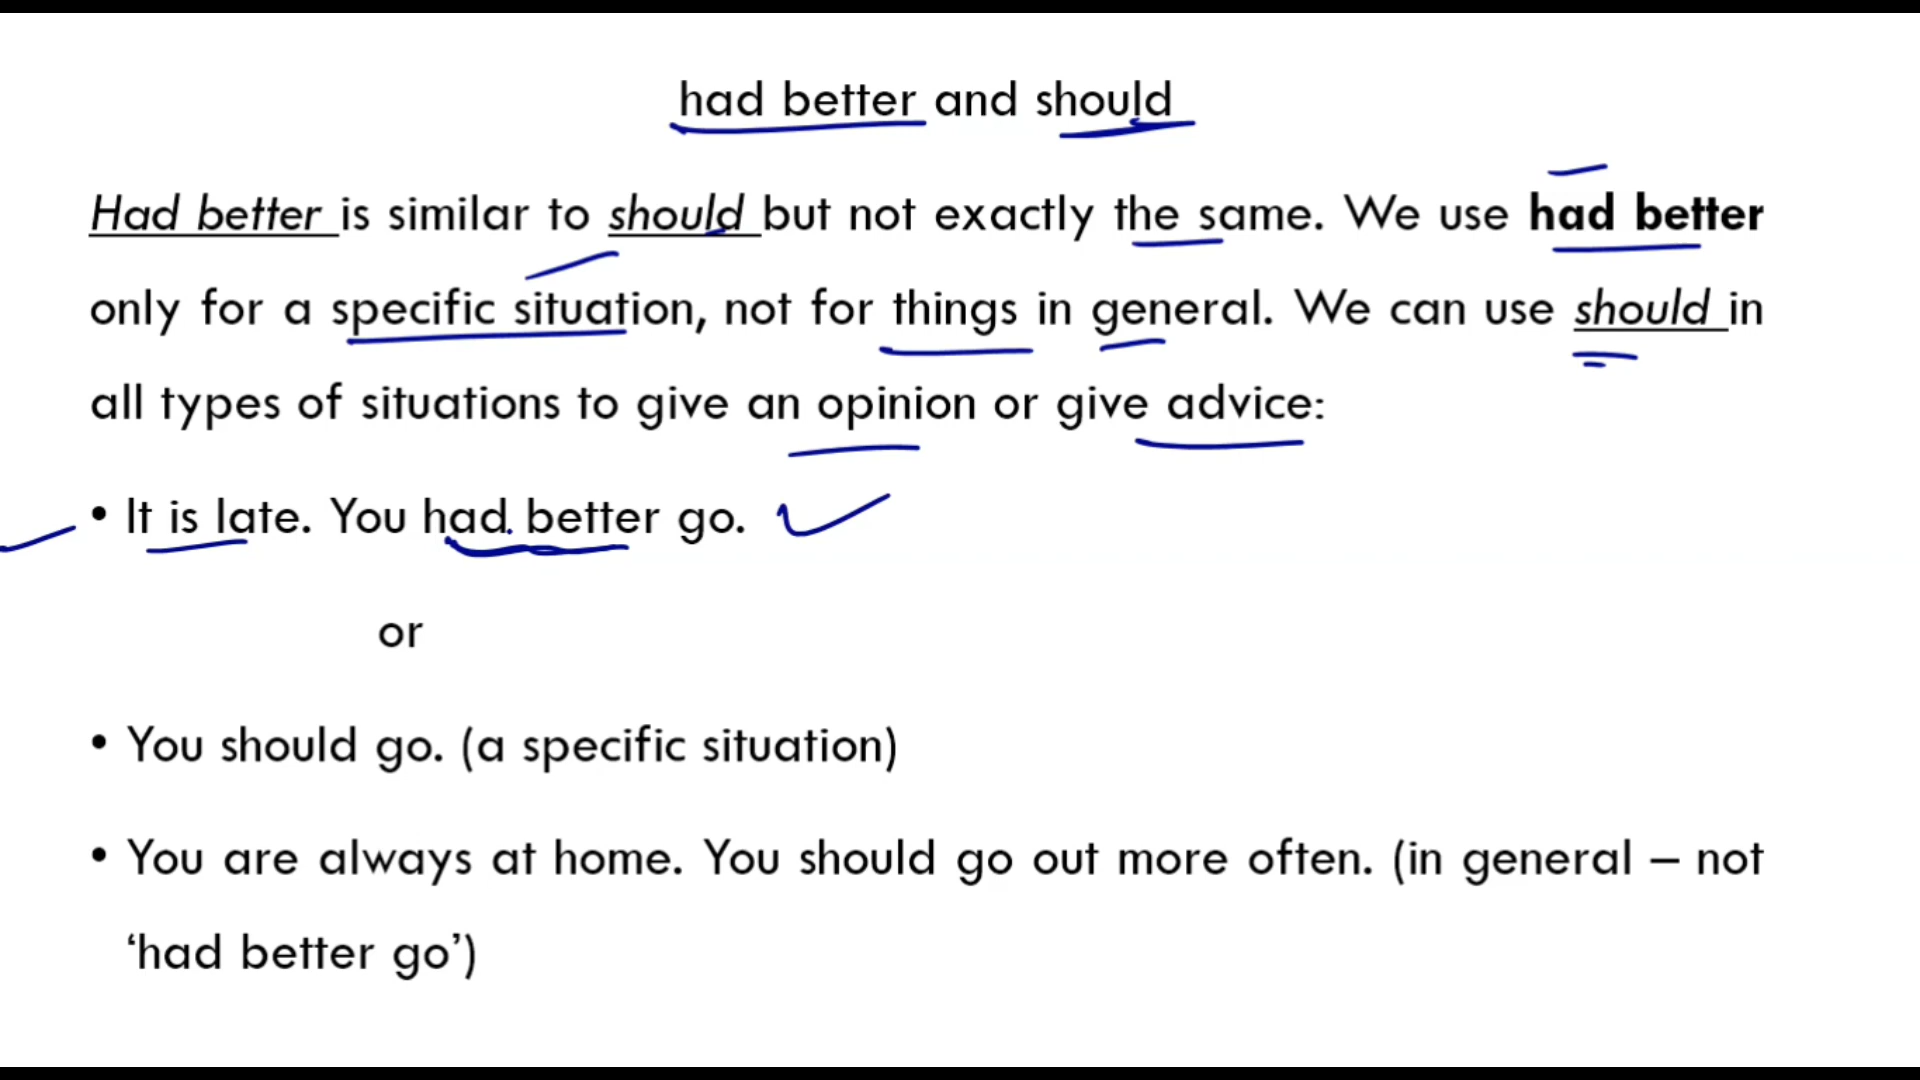 had better and should
Had better is similar to should but not exactly the same. We use had better
only for a specific situation, not for things in general. We can use should in
all types of situations to give an opinion or give advice:
• It is late. You had better go.
or
• You should go. (a specific situation)
• You are always at home. You should go out more often. (in general – not
‘had better go’)